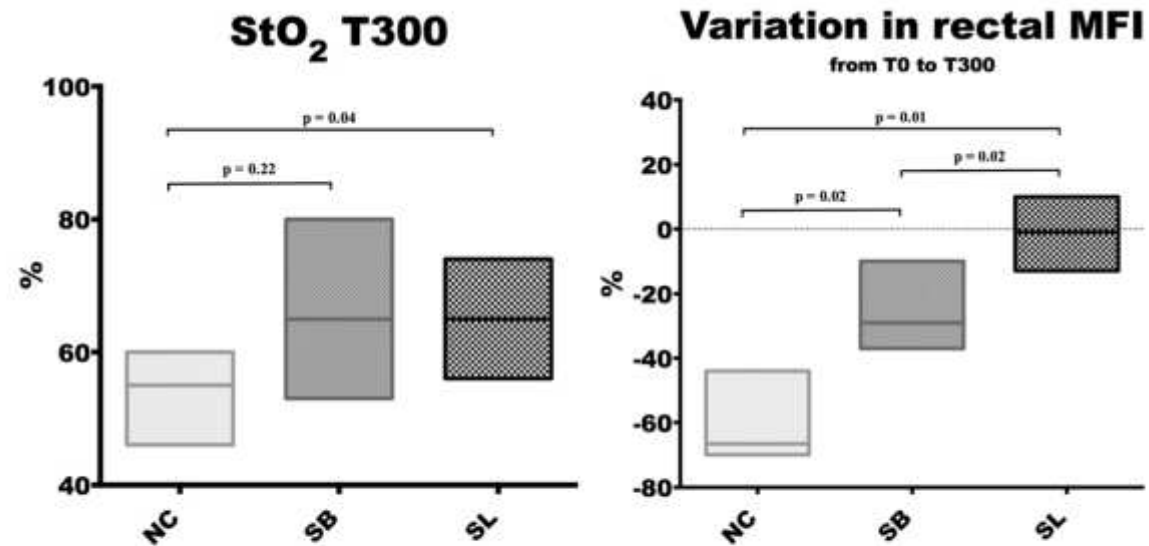 StO2 T300
%
100
80
60
40
p = 0.04
p = 0.22
NC
SB
SL
Variation in rectal MFI
from T0 to T300
%
40
20
0
-20
-40
-60
-80
p = 0.01
p = 0.02
p = 0.02
NC
SB
SL